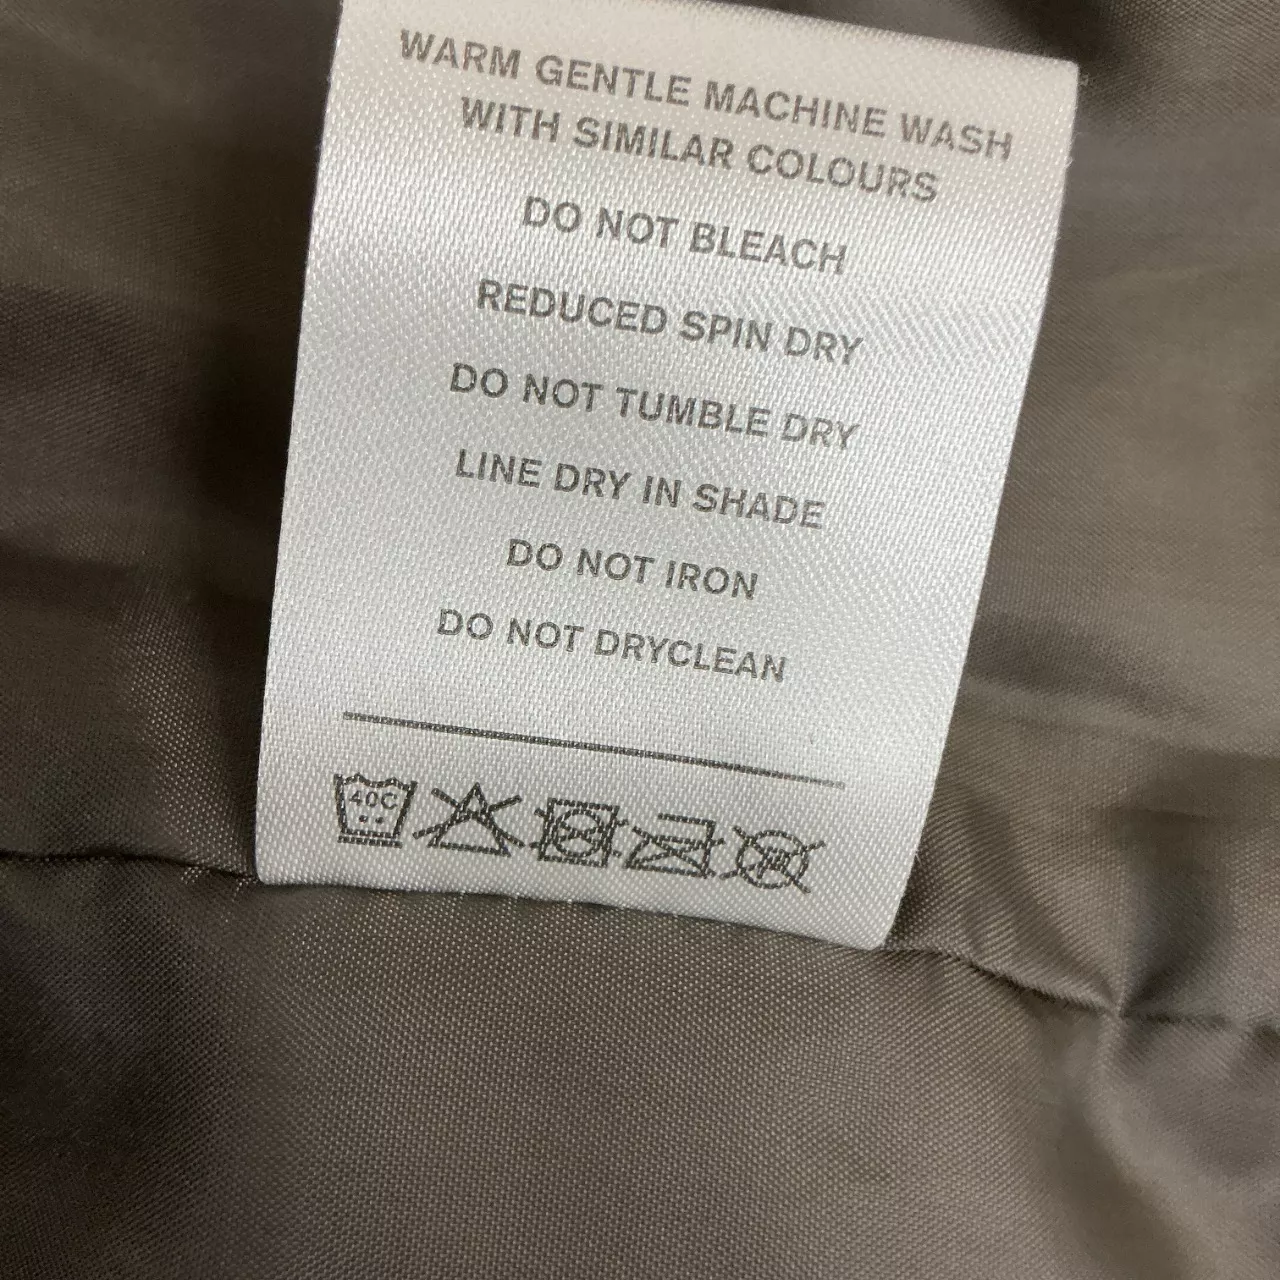 WARM GENTLE MACHINE WASH
WITH SIMILAR COLOURS
DO NOT BLEACH
REDUCED SPIN DRY
DO NOT TUMBLE DRY
LINE DRY IN SHADE
DO NOT IRON
DO NOT DRYCLEAN
40C